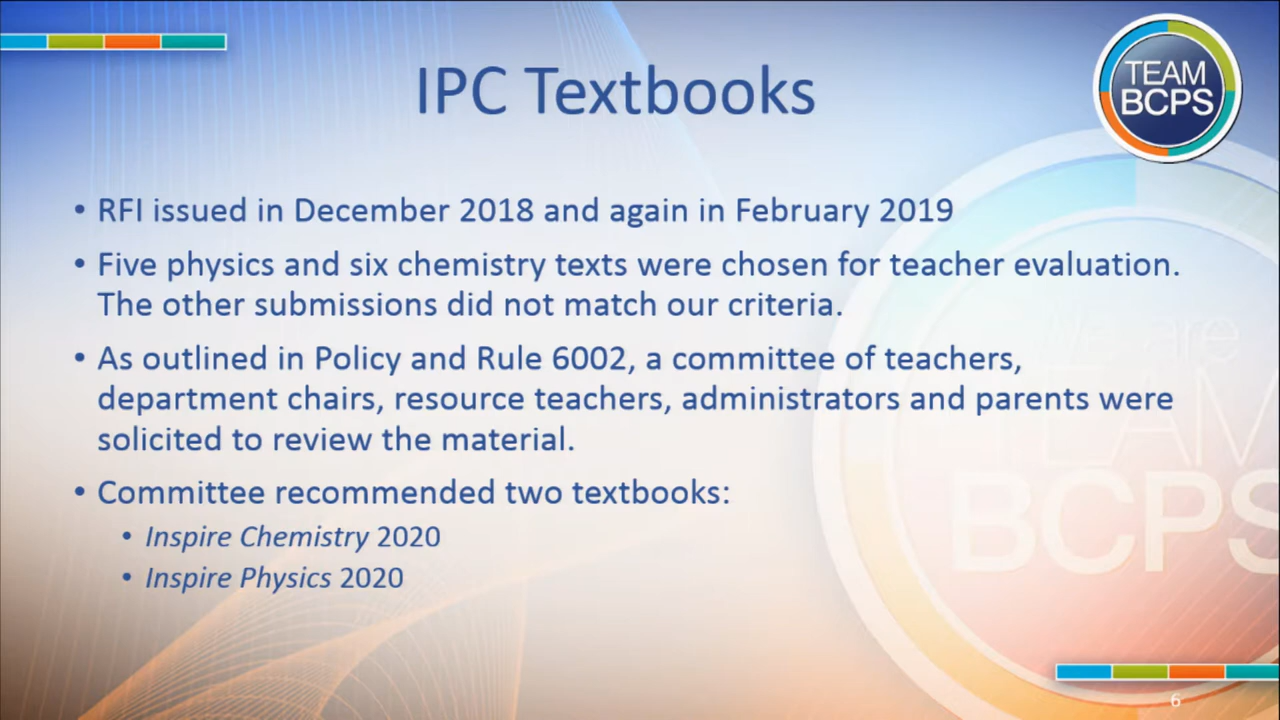 IPC Textbooks
TEAM
BCPS
• RFI issued in December 2018 and again in February 2019
• Five physics and six chemistry texts were chosen for teacher evaluation.
The other submissions did not match our criteria.
• As outlined in Policy and Rule 6002, a committee of teachers,
department chairs, resource teachers, administrators and parents were
solicited to review the material.
• Committee recommended two textbooks:
• Inspire Chemistry 2020
• Inspire Physics 2020
We are
TEAM
BCPS
6